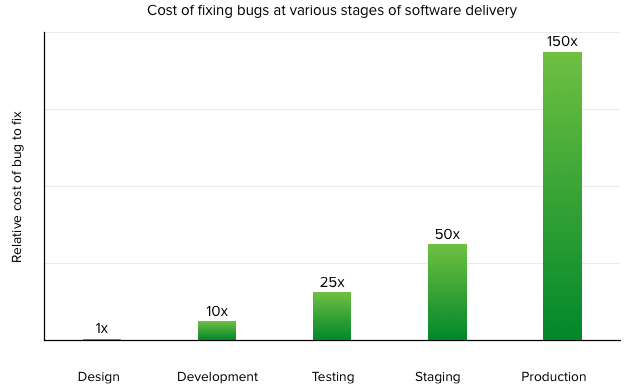 Cost of fixing bugs at various stages of software delivery
Relative cost of bug to fix
1x
10x
25x
50x
150x
Design
Development
Testing
Staging
Production